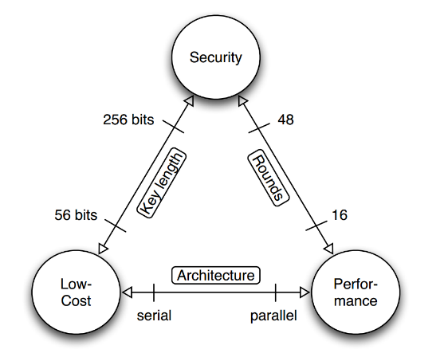 Security
256 bits
48
Key length
Rounds
56 bits
16
Low-
Cost
Architecture
Perfor-
mance
serial
parallel